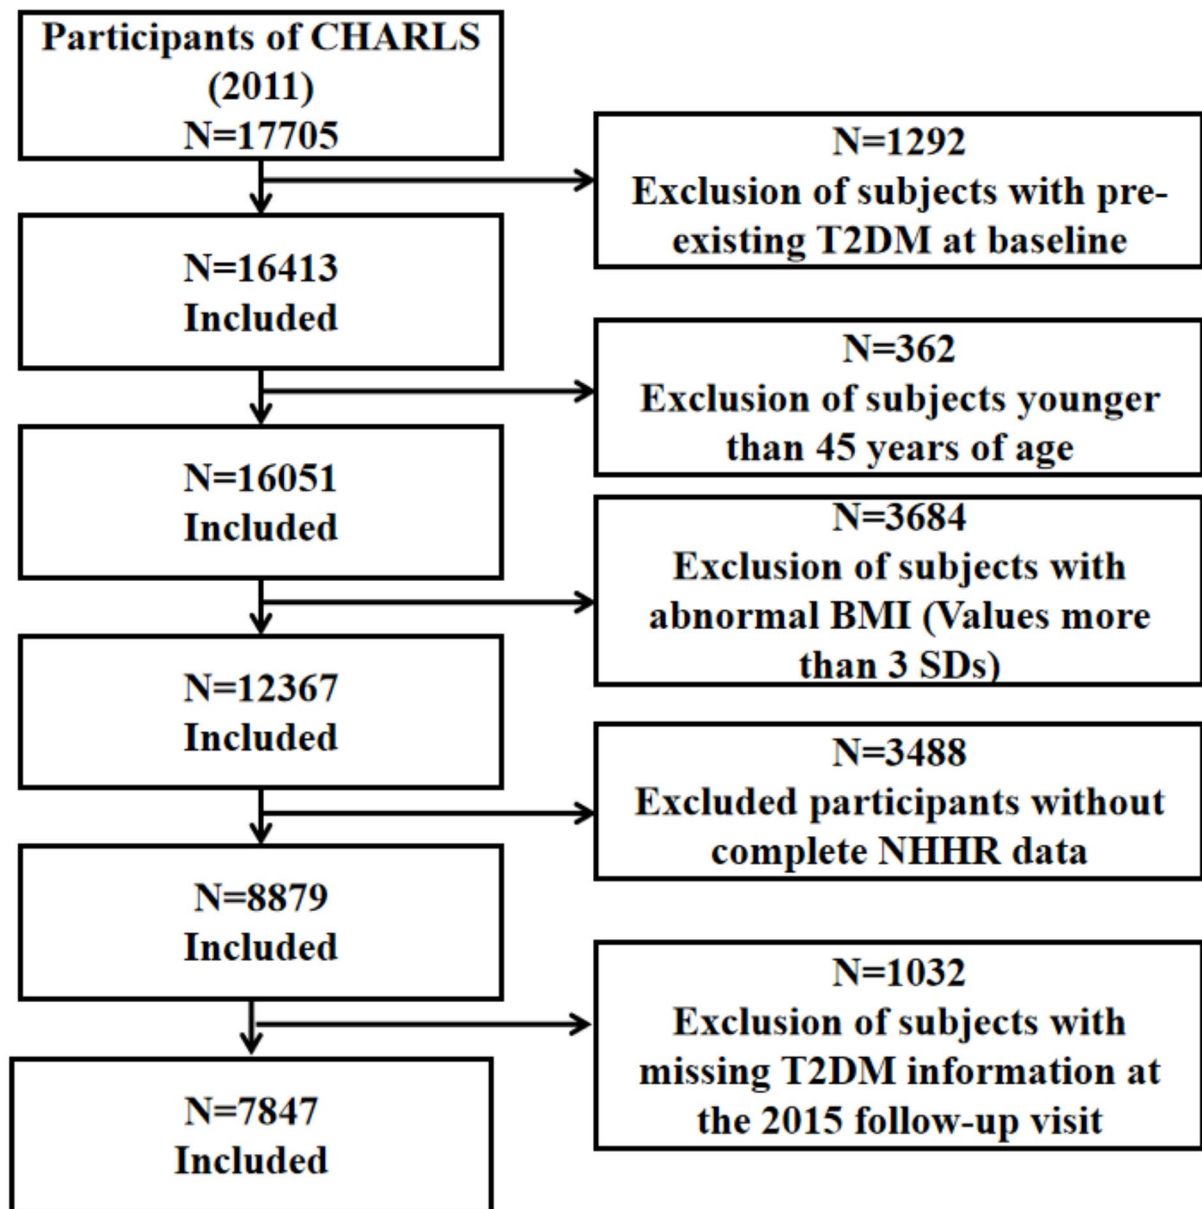 Participants of CHARLS
(2011)
N=17705
N=1292
Exclusion of subjects with pre-
existing T2DM at baseline
N=16413
Included
N=362
Exclusion of subjects younger
than 45 years of age
N=16051
Included
N=3684
Exclusion of subjects with
abnormal BMI (Values more
than 3 SDs)
N=12367
Included
N=3488
Excluded participants without
complete NHHR data
N=8879
Included
N=1032
Exclusion of subjects with
missing T2DM information at
the 2015 follow-up visit
N=7847
Included